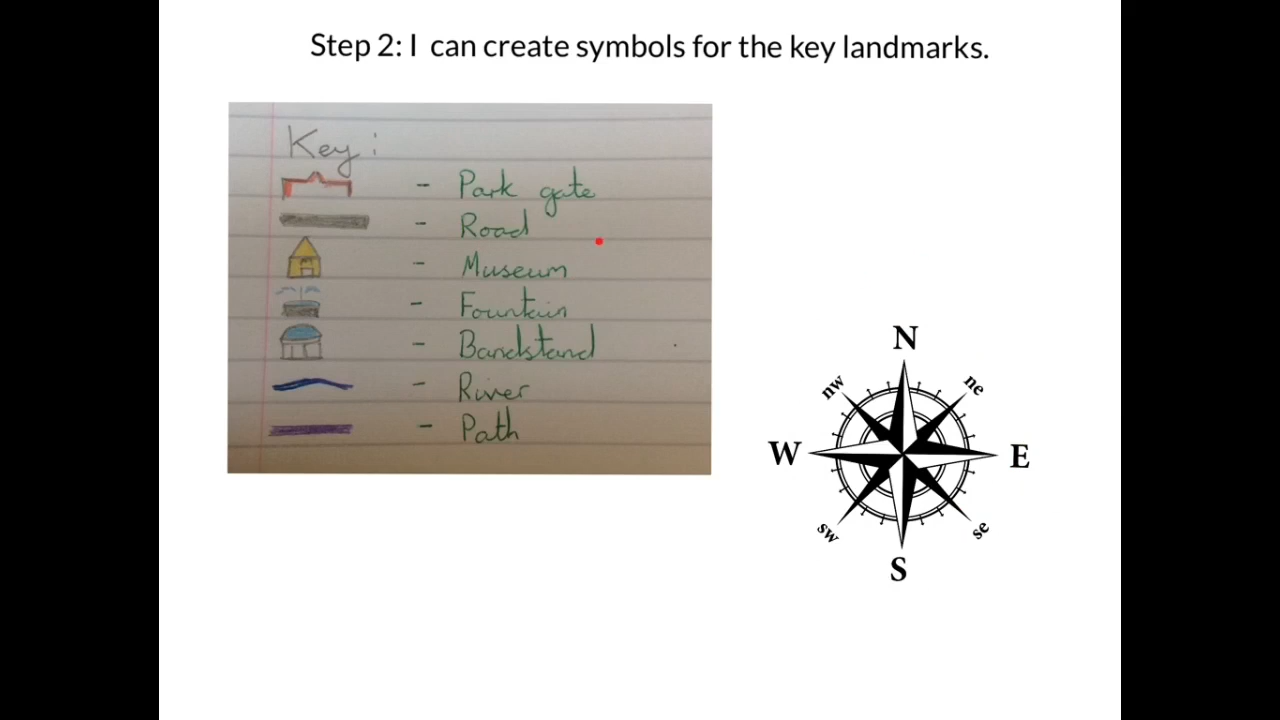 Step 2: I can create symbols for the key landmarks.
Key:
- Park gate
- Road
- Museum
- Fountain
- Bandstand
- River
- Path
N
nw
ne
W
E
sw
se
S